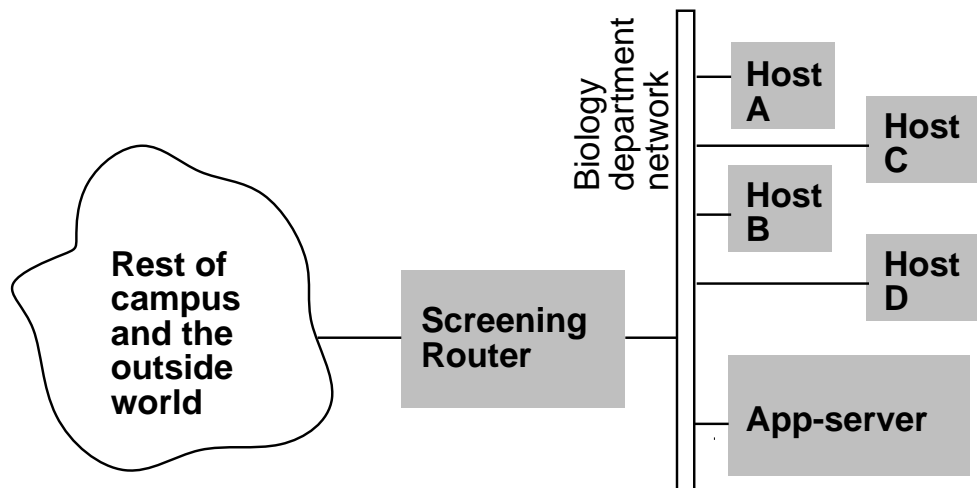 Biology
department
network
Host
A
Host
C
Host
B
Host
D
Rest of
campus
and the
outside
world
Screening
Router
App-server